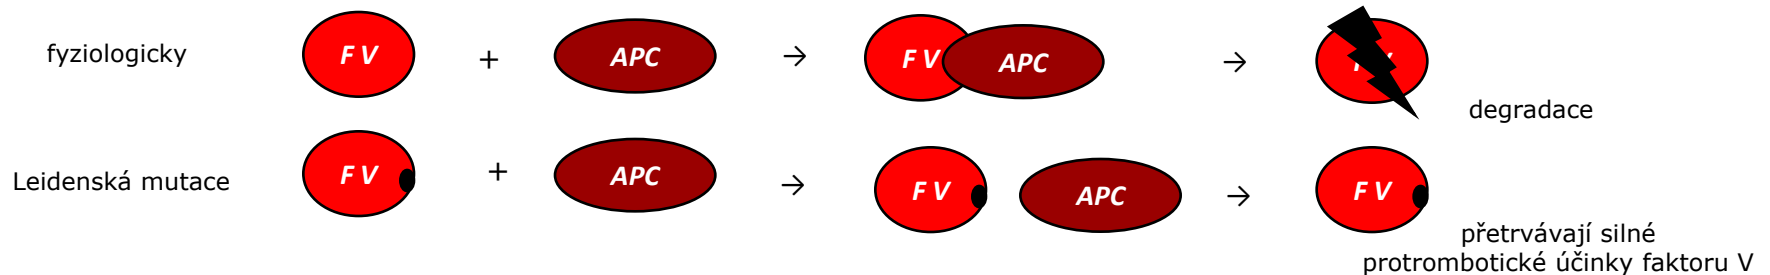 fyziologicky F V + APC → F V APC →
degradace
Leidenská mutace F V + APC → F V APC → F V
přetrvávají silné
protrombotické účinky faktoru V